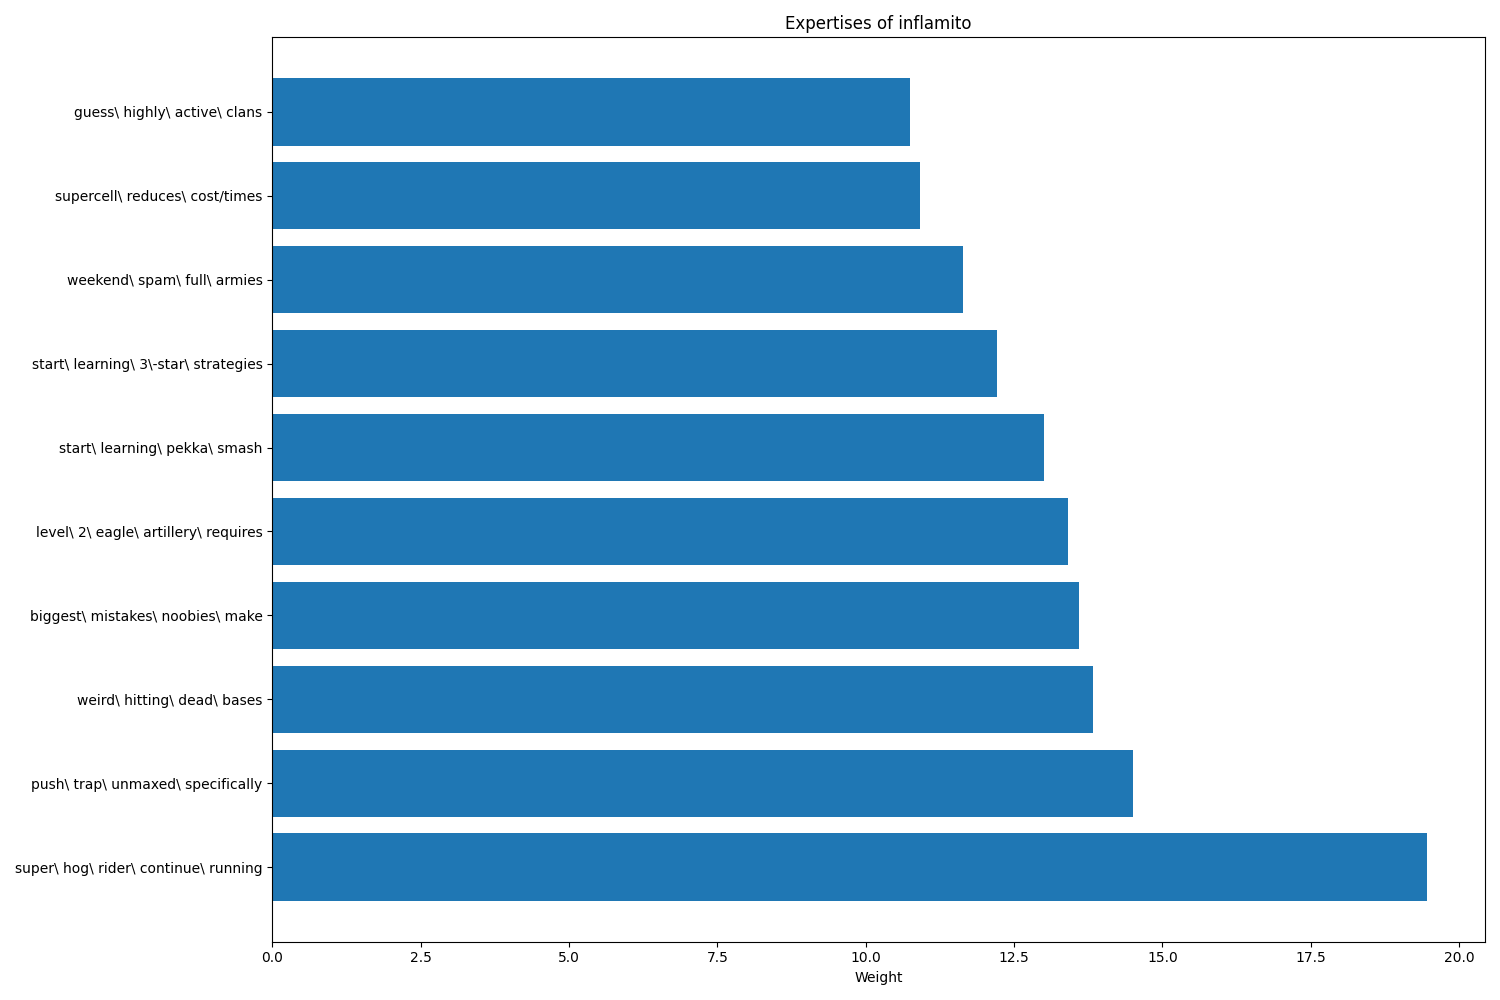 Expertises of inflamito
guess\ highly\ active\ clans
supercell\ reduces\ cost/times
weekend\ spam\ full\ armies
start\ learning\ 3\-star\ strategies
start\ learning\ pekka\ smash
level\ 2\ eagle\ artillery\ requires
biggest\ mistakes\ noobies\ make
weird\ hitting\ dead\ bases
push\ trap\ unmaxed\ specifically
super\ hog\ rider\ continue\ running
0.0 2.5 5.0 7.5 10.0 12.5 15.0 17.5 20.0
Weight